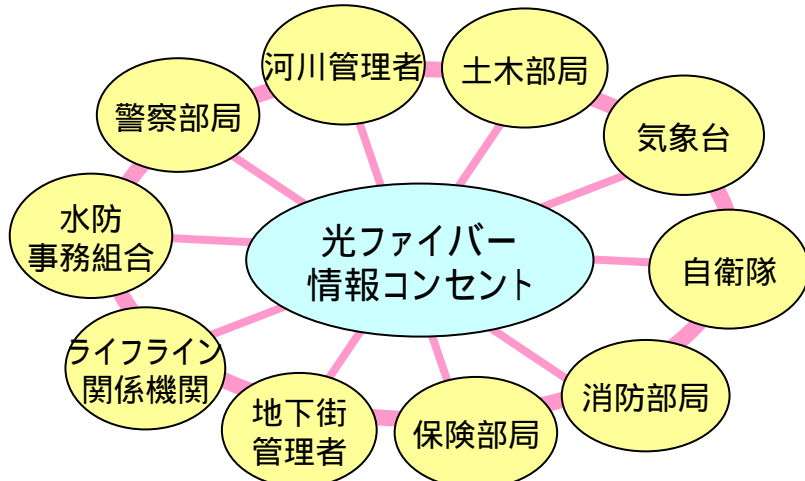 河川管理者
土木部局
警察部局
気象台
水防
事務組合
光ファイバー
情報コンセント
自衛隊
ライフライン
関係機関
消防部局
地下街
管理者
保険部局